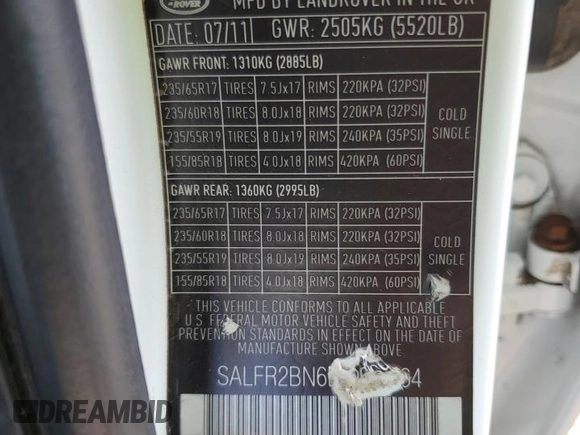 ROVER
MFD BY LANDROVER IN THE UK
DATE: 07/11 GWR: 2505KG (5520LB)
GAWR FRONT: 1310KG (2885LB)
235/65R17 TIRES 7.5Jx17 RIMS 220KPA (32PSI)
235/60R18 TIRES 8.0Jx18 RIMS 220KPA (32PSI)
235/55R19 TIRES 8.0Jx19 RIMS 240KPA (35PSI)
155/85R18 TIRES 4.0Jx18 RIMS 420KPA (60PSI)
COLD
SINGLE
GAWR REAR: 1360KG (2995LB)
235/65R17 TIRES 7.5Jx17 RIMS 220KPA (32PSI)
235/60R18 TIRES 8.0Jx18 RIMS 220KPA (32PSI)
235/55R19 TIRES 8.0Jx19 RIMS 240KPA (35PSI)
155/85R18 TIRES 4.0Jx18 RIMS 420KPA (60PSI)
COLD
SINGLE
THIS VEHICLE CONFORMS TO ALL APPLICABLE
U.S. FEDERAL MOTOR VEHICLE SAFETY AND THEFT
PREVENTION STANDARDS IN EFFECT ON THE DATE OF
MANUFACTURE SHOWN ABOVE
DREAMBID